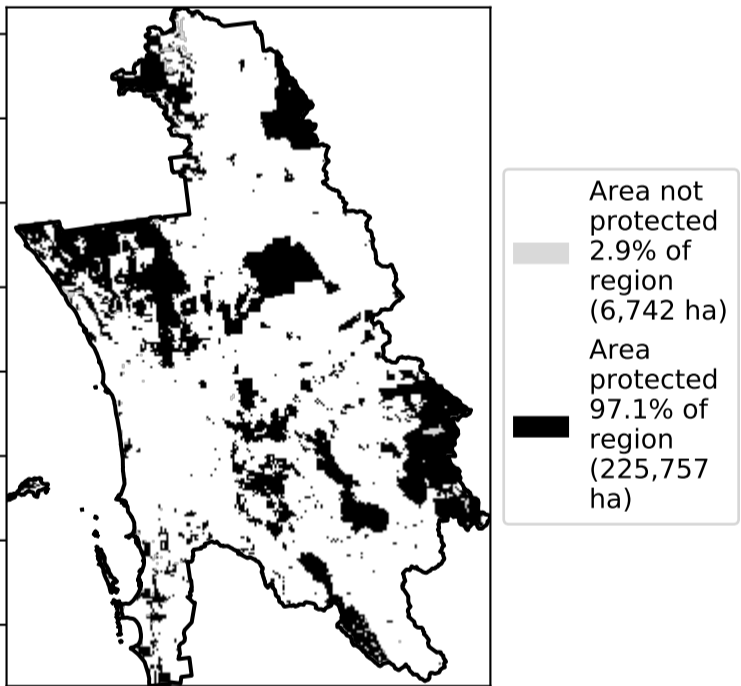 Area not
protected
2.9% of
region
(6,742 ha)
Area
protected
97.1% of
region
(225,757
ha)